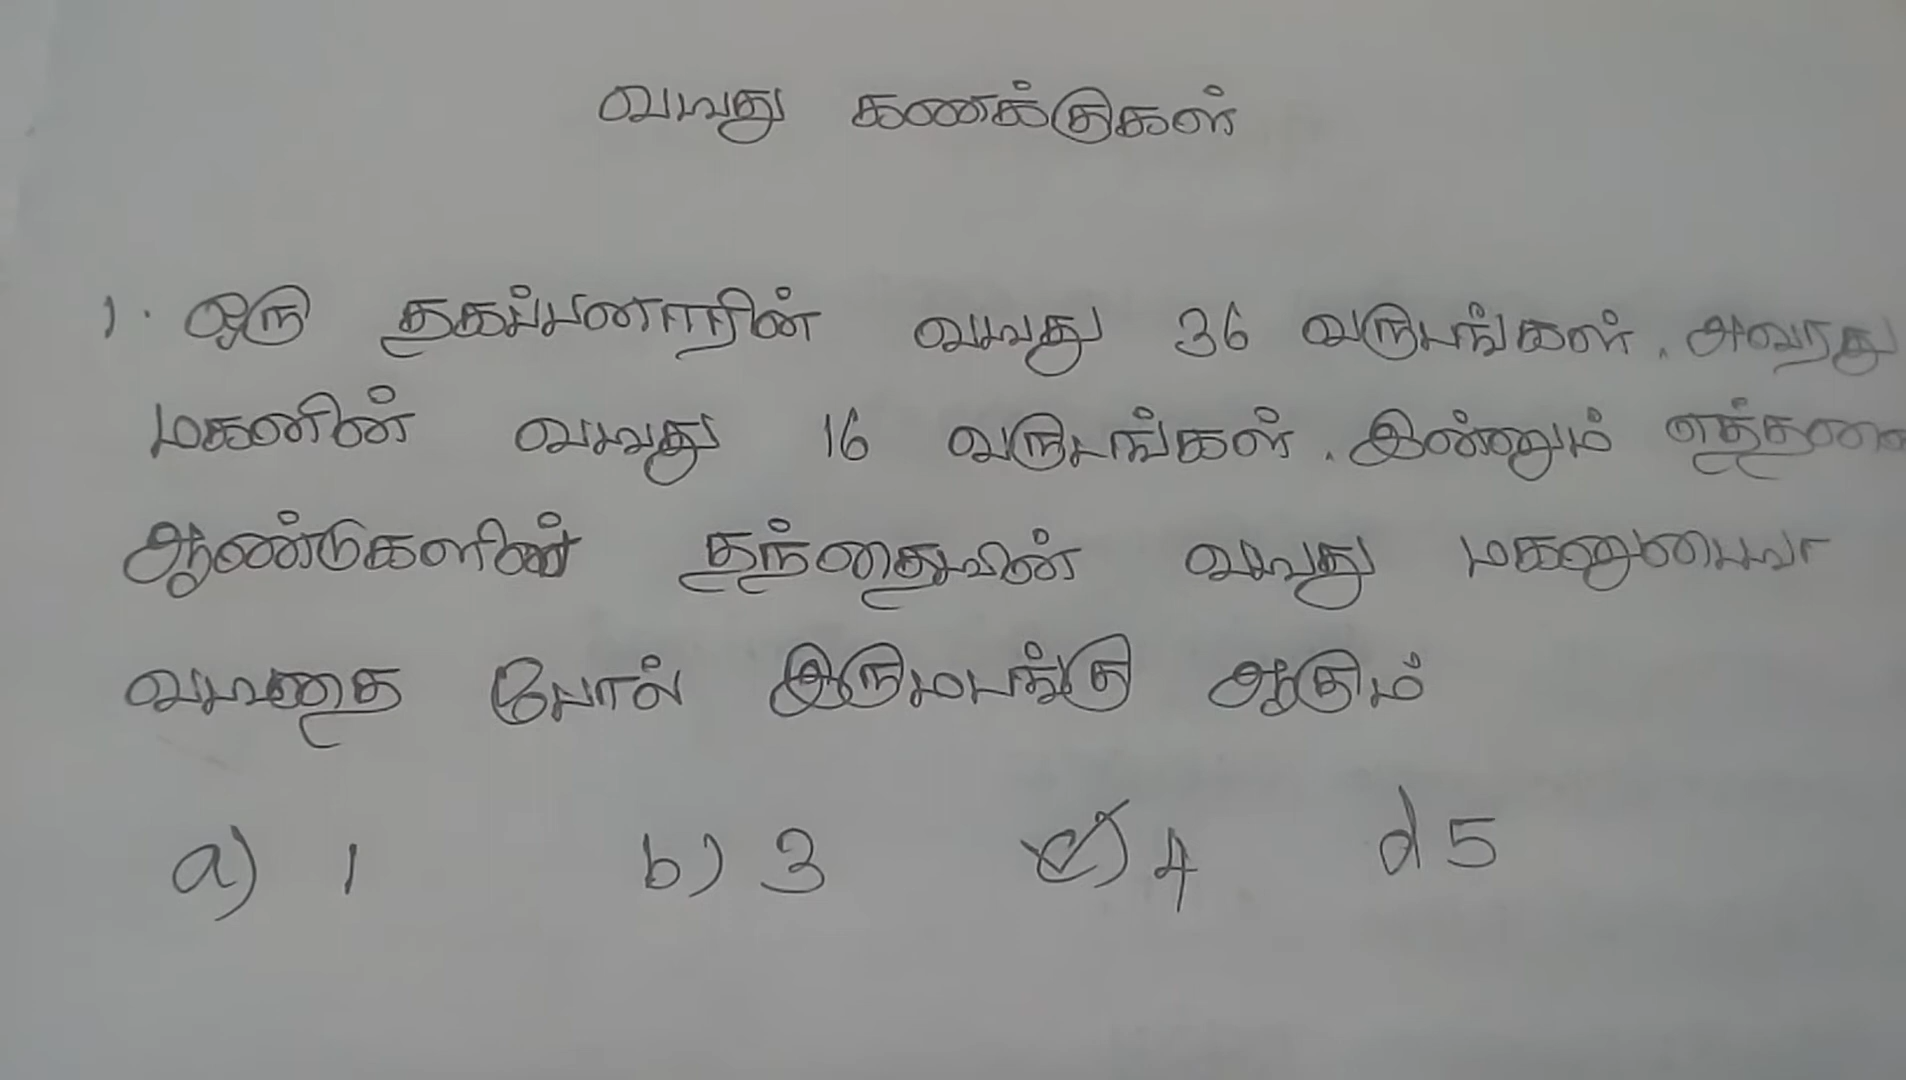 வயது கணக்குகள்
1. ஒரு தகப்பனாரின் வயது 36 வருடங்கள். அவரது
மகனின் வயது 16 வருடங்கள். இன்னும் எத்தனை
ஆண்டுகளின் தந்தையின் வயது மகனுடைய
வயதை போல் இருமடங்கு ஆகும்
a) 1 b) 3 c) 4 d 5